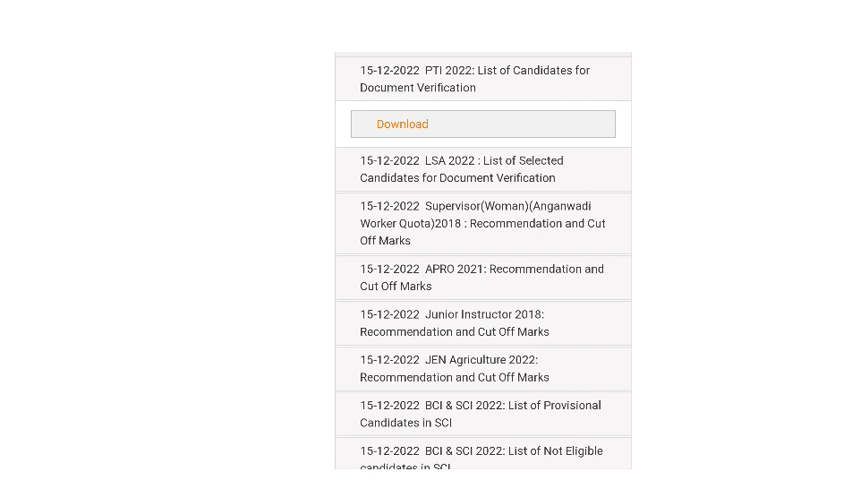 15-12-2022 PTI 2022: List of Candidates for
Document Verification
Download
15-12-2022 LSA 2022 : List of Selected
Candidates for Document Verification
15-12-2022 Supervisor(Woman)(Anganwadi
Worker Quota)2018 : Recommendation and Cut
Off Marks
15-12-2022 APRO 2021: Recommendation and
Cut Off Marks
15-12-2022 Junior Instructor 2018:
Recommendation and Cut Off Marks
15-12-2022 JEN Agriculture 2022:
Recommendation and Cut Off Marks
15-12-2022 BCI & SCI 2022: List of Provisional
Candidates in SCI
15-12-2022 BCI & SCI 2022: List of Not Eligible
candidates in SCI